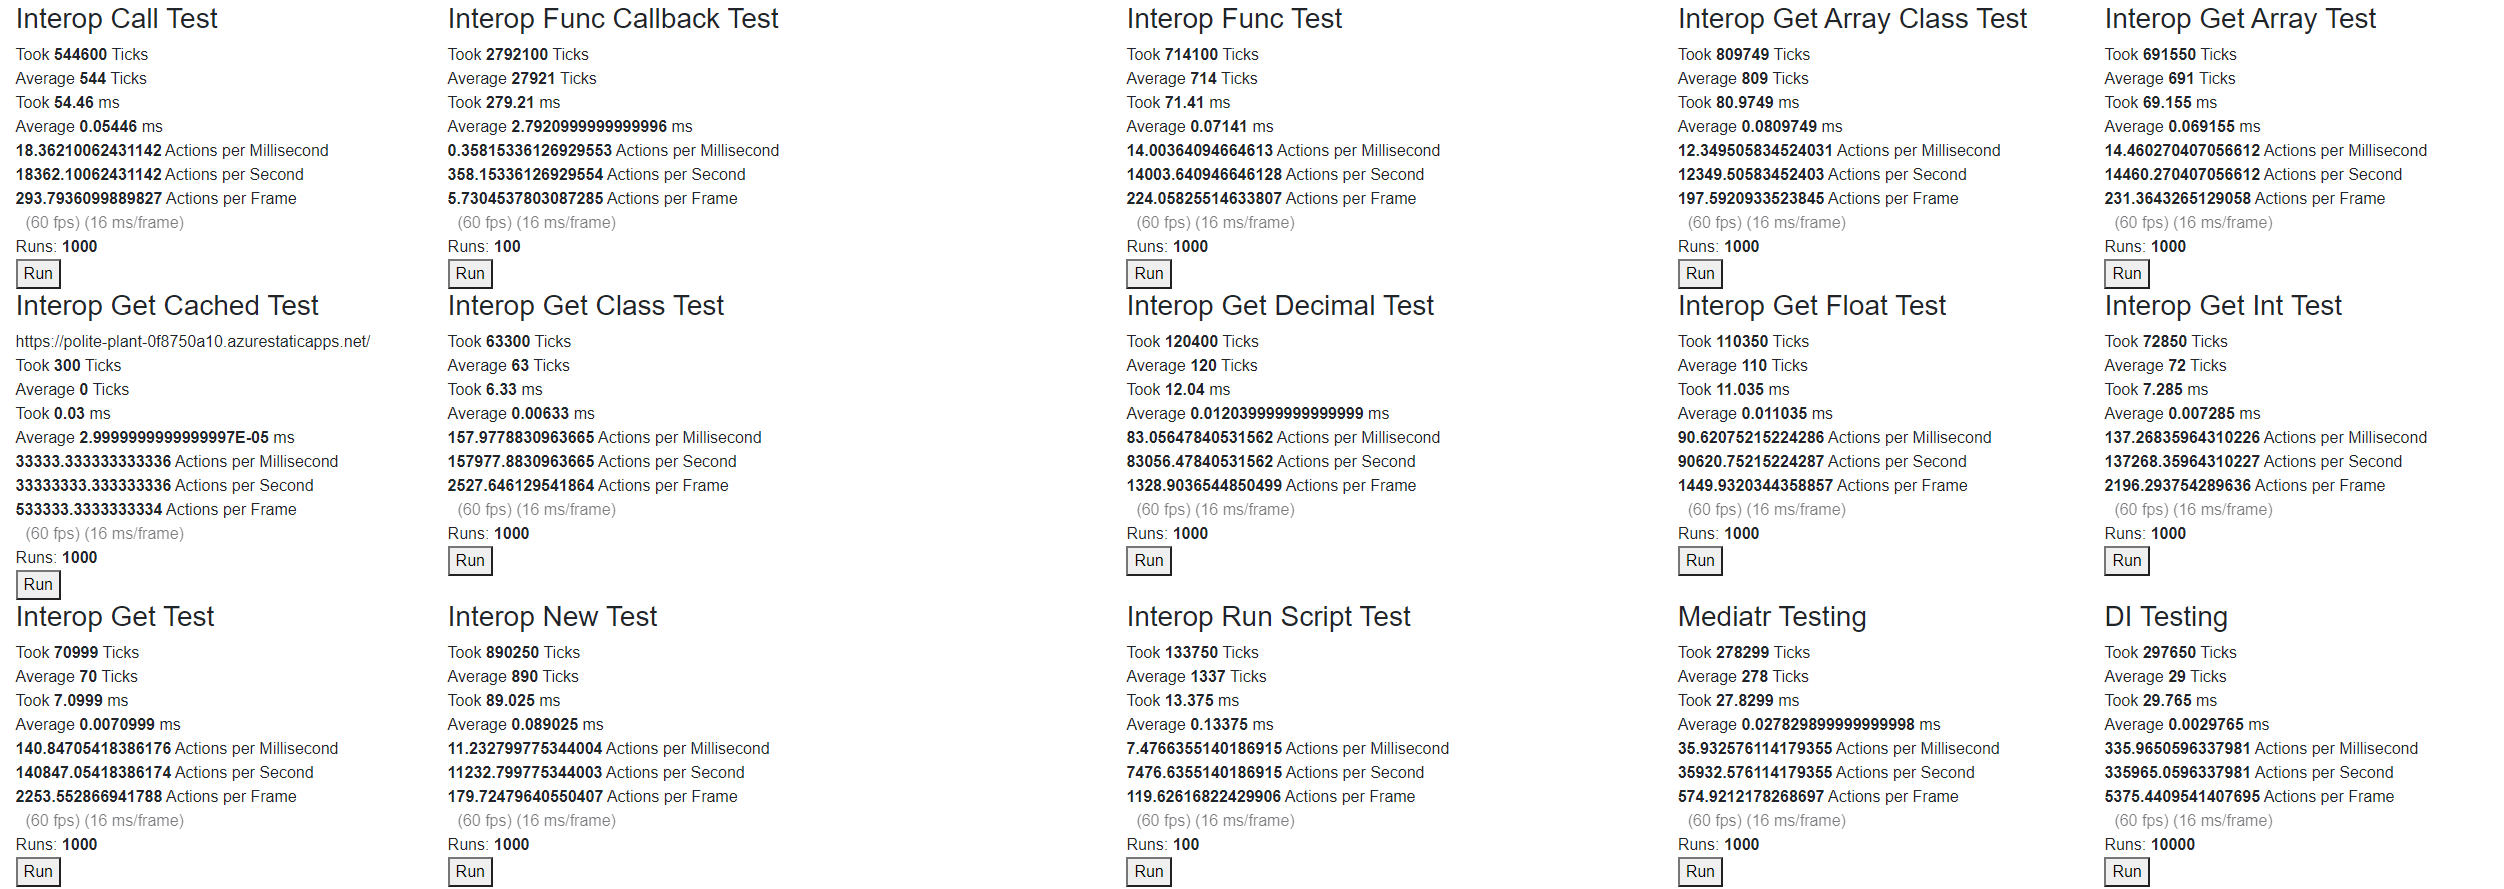 Interop Call Test
Took 544600 Ticks
Average 544 Ticks
Took 54.46 ms
Average 0.05446 ms
18.36210062431142 Actions per Millisecond
18362.10062431142 Actions per Second
293.7936099889827 Actions per Frame
(60 fps) (16 ms/frame)
Runs: 1000
Run
Interop Func Callback Test
Took 2792100 Ticks
Average 27921 Ticks
Took 279.21 ms
Average 2.7920999999999996 ms
0.35815336126929553 Actions per Millisecond
358.15336126929554 Actions per Second
5.7304537803087285 Actions per Frame
(60 fps) (16 ms/frame)
Runs: 100
Run
Interop Func Test
Took 714100 Ticks
Average 714 Ticks
Took 71.41 ms
Average 0.07141 ms
14.00364094664613 Actions per Millisecond
14003.640946646128 Actions per Second
224.05825514633807 Actions per Frame
(60 fps) (16 ms/frame)
Runs: 1000
Run
Interop Get Array Class Test
Took 809749 Ticks
Average 809 Ticks
Took 80.9749 ms
Average 0.0809749 ms
12.349505834524031 Actions per Millisecond
12349.50583452403 Actions per Second
197.5920933523845 Actions per Frame
(60 fps) (16 ms/frame)
Runs: 1000
Run
Interop Get Array Test
Took 691550 Ticks
Average 691 Ticks
Took 69.155 ms
Average 0.069155 ms
14.460270407056612 Actions per Millisecond
14460.270407056612 Actions per Second
231.3643265129058 Actions per Frame
(60 fps) (16 ms/frame)
Runs: 1000
Run
Interop Get Cached Test
https://polite-plant-0f8750a10.azurestaticapps.net/
Took 300 Ticks
Average 0 Ticks
Took 0.03 ms
Average 2.9999999999999997E-05 ms
33333.333333333336 Actions per Millisecond
33333333.333333336 Actions per Second
533333.3333333334 Actions per Frame
(60 fps) (16 ms/frame)
Runs: 1000
Run
Interop Get Class Test
Took 63300 Ticks
Average 63 Ticks
Took 6.33 ms
Average 0.00633 ms
157.9778830963665 Actions per Millisecond
157977.8830963665 Actions per Second
2527.646129541864 Actions per Frame
(60 fps) (16 ms/frame)
Runs: 1000
Run
Interop Get Decimal Test
Took 120400 Ticks
Average 120 Ticks
Took 12.04 ms
Average 0.012039999999999999 ms
83.05647840531562 Actions per Millisecond
83056.47840531562 Actions per Second
1328.9036544850499 Actions per Frame
(60 fps) (16 ms/frame)
Runs: 1000
Run
Interop Get Float Test
Took 110350 Ticks
Average 110 Ticks
Took 11.035 ms
Average 0.011035 ms
90.62075215224286 Actions per Millisecond
90620.75215224287 Actions per Second
1449.9320344358857 Actions per Frame
(60 fps) (16 ms/frame)
Runs: 1000
Run
Interop Get Int Test
Took 72850 Ticks
Average 72 Ticks
Took 7.285 ms
Average 0.007285 ms
137.26835964310226 Actions per Millisecond
137268.35964310227 Actions per Second
2196.293754289636 Actions per Frame
(60 fps) (16 ms/frame)
Runs: 1000
Run
Interop Get Test
Took 70999 Ticks
Average 70 Ticks
Took 7.0999 ms
Average 0.0070999 ms
140.84705418386176 Actions per Millisecond
140847.05418386174 Actions per Second
2253.552866941788 Actions per Frame
(60 fps) (16 ms/frame)
Runs: 1000
Run
Interop New Test
Took 890250 Ticks
Average 890 Ticks
Took 89.025 ms
Average 0.089025 ms
11.232799775344004 Actions per Millisecond
11232.799775344003 Actions per Second
179.72479640550407 Actions per Frame
(60 fps) (16 ms/frame)
Runs: 1000
Run
Interop Run Script Test
Took 133750 Ticks
Average 1337 Ticks
Took 13.375 ms
Average 0.13375 ms
7.4766355140186915 Actions per Millisecond
7476.6355140186915 Actions per Second
119.62616822429906 Actions per Frame
(60 fps) (16 ms/frame)
Runs: 100
Run
Mediatr Testing
Took 278299 Ticks
Average 278 Ticks
Took 27.8299 ms
Average 0.027829899999999998 ms
35.932576114179355 Actions per Millisecond
35932.576114179355 Actions per Second
574.9212178268697 Actions per Frame
(60 fps) (16 ms/frame)
Runs: 1000
Run
DI Testing
Took 297650 Ticks
Average 29 Ticks
Took 29.765 ms
Average 0.0029765 ms
335.9650596337981 Actions per Millisecond
335965.0596337981 Actions per Second
5375.4409541407695 Actions per Frame
(60 fps) (16 ms/frame)
Runs: 10000
Run